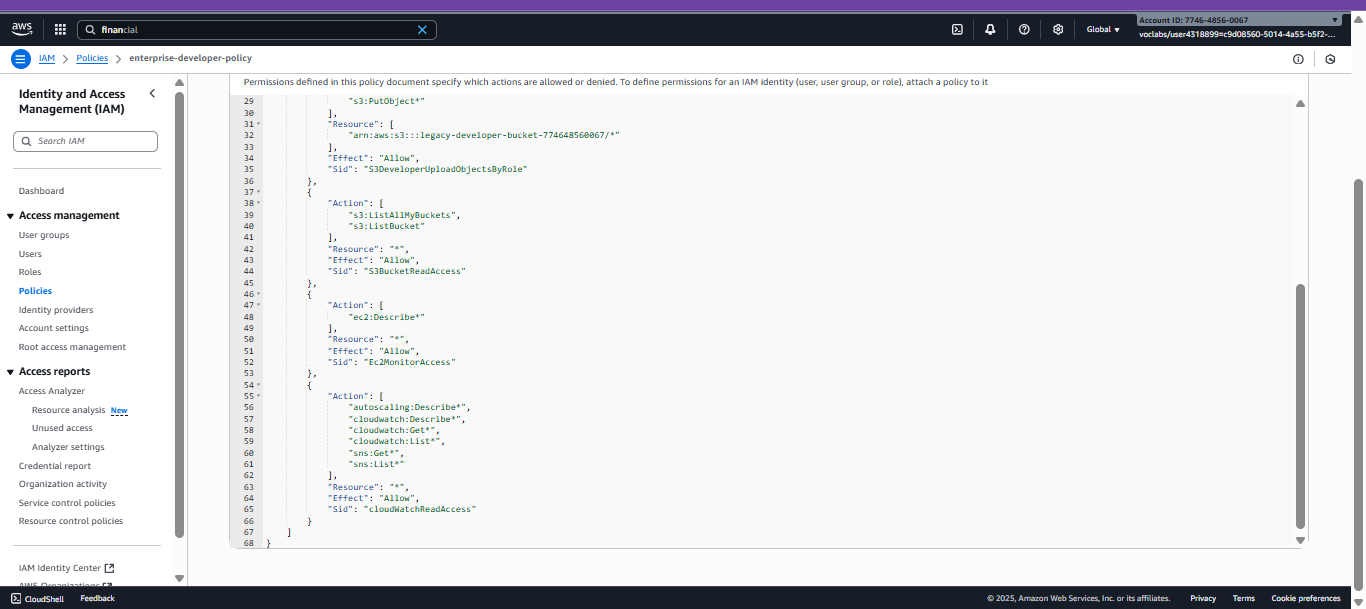 aws
financial
Global
Account ID: 7746-4856-0067
voclabs/user4318899=c9d08560-5014-4a55-b5f2-...
IAM > Policies > enterprise-developer-policy
Identity and Access Management (IAM)
Search IAM
Dashboard
Access management
User groups
Users
Roles
Policies
Identity providers
Account settings
Root access management
Access reports
Access Analyzer
Resource analysis New
Unused access
Analyzer settings
Credential report
Organization activity
Service control policies
Resource control policies
IAM Identity Center
AWS Organizations
Permissions defined in this policy document specify which actions are allowed or denied. To define permissions for an IAM identity (user, user group, or role), attach a policy to it
29 "s3:PutObject*"
30 ],
31 "Resource": [
32 "arn:aws:s3:::legacy-developer-bucket-774648560067/*"
33 ],
34 "Effect": "Allow",
35 "Sid": "S3DeveloperUploadObjectsByRole"
36 },
37 {
38 "Action": [
39 "s3:ListAllMyBuckets",
40 "s3:ListBucket"
41 ],
42 "Resource": "*",
43 "Effect": "Allow",
44 "Sid": "S3BucketReadAccess"
45 },
46 {
47 "Action": [
48 "ec2:Describe*"
49 ],
50 "Resource": "*",
51 "Effect": "Allow",
52 "Sid": "Ec2MonitorAccess"
53 },
54 {
55 "Action": [
56 "autoscaling:Describe*",
57 "cloudwatch:Describe*",
58 "cloudwatch:Get*",
59 "cloudwatch:List*",
60 "sns:Get*",
61 "sns:List*"
62 ],
63 "Resource": "*",
64 "Effect": "Allow",
65 "Sid": "cloudWatchReadAccess"
66 }
67 ]
68 }
CloudShell Feedback © 2025, Amazon Web Services, Inc. or its affiliates. Privacy Terms Cookie preferences